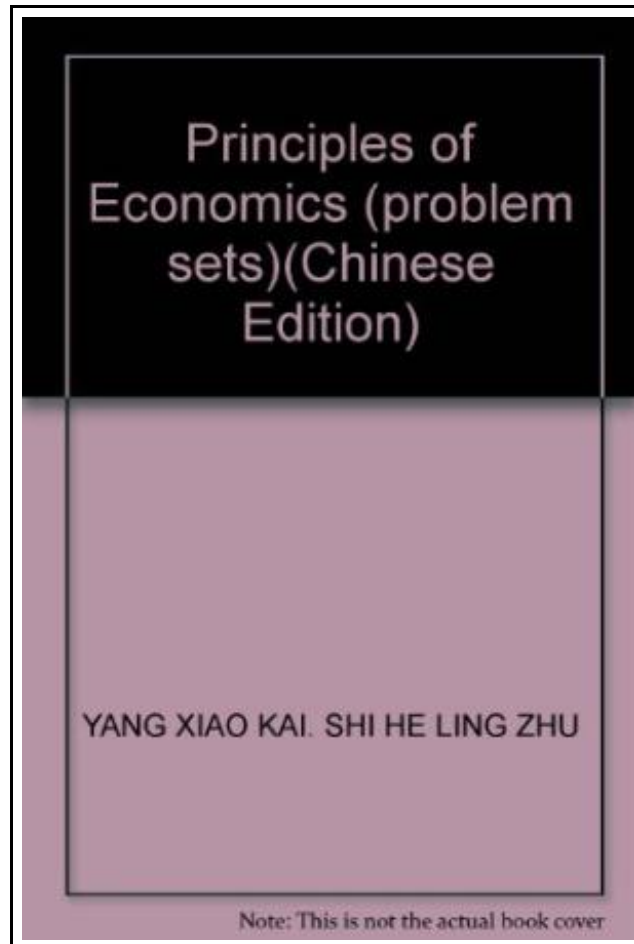 Principles of
Economics (problem
sets)(Chinese
Edition)
YANG XIAO KAI. SHI HE LING ZHU
Note: This is not the actual book cover